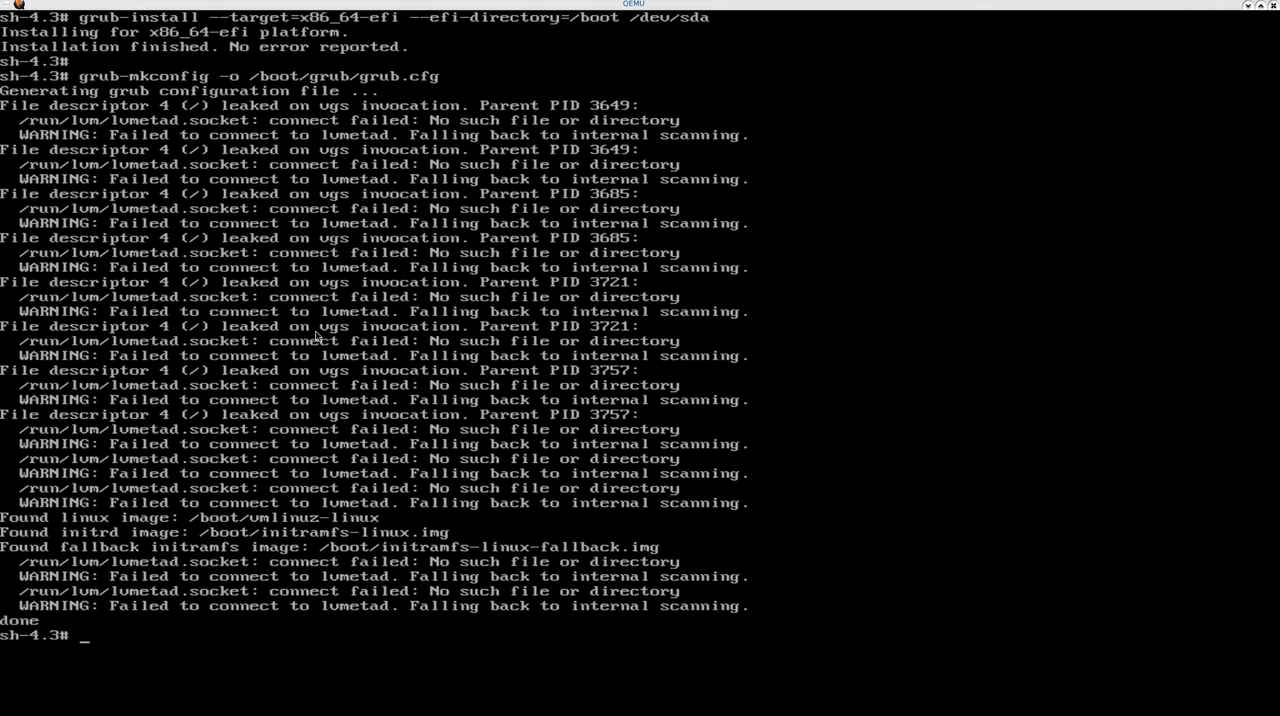 QEMU
sh-4.3# grub-install --target=x86_64-efi --efi-directory=/boot /dev/sda
Installing for x86_64-efi platform.
Installation finished. No error reported.
sh-4.3#
sh-4.3# grub-mkconfig -o /boot/grub/grub.cfg
Generating grub configuration file ...
File descriptor 4 (/) leaked on vgs invocation. Parent PID 3649:
  /run/lvm/lvmetad.socket: connect failed: No such file or directory
  WARNING: Failed to connect to lvmetad. Falling back to internal scanning.
File descriptor 4 (/) leaked on vgs invocation. Parent PID 3649:
  /run/lvm/lvmetad.socket: connect failed: No such file or directory
  WARNING: Failed to connect to lvmetad. Falling back to internal scanning.
File descriptor 4 (/) leaked on vgs invocation. Parent PID 3685:
  /run/lvm/lvmetad.socket: connect failed: No such file or directory
  WARNING: Failed to connect to lvmetad. Falling back to internal scanning.
File descriptor 4 (/) leaked on vgs invocation. Parent PID 3685:
  /run/lvm/lvmetad.socket: connect failed: No such file or directory
  WARNING: Failed to connect to lvmetad. Falling back to internal scanning.
File descriptor 4 (/) leaked on vgs invocation. Parent PID 3721:
  /run/lvm/lvmetad.socket: connect failed: No such file or directory
  WARNING: Failed to connect to lvmetad. Falling back to internal scanning.
File descriptor 4 (/) leaked on vgs invocation. Parent PID 3721:
  /run/lvm/lvmetad.socket: connect failed: No such file or directory
  WARNING: Failed to connect to lvmetad. Falling back to internal scanning.
File descriptor 4 (/) leaked on vgs invocation. Parent PID 3757:
  /run/lvm/lvmetad.socket: connect failed: No such file or directory
  WARNING: Failed to connect to lvmetad. Falling back to internal scanning.
File descriptor 4 (/) leaked on vgs invocation. Parent PID 3757:
  /run/lvm/lvmetad.socket: connect failed: No such file or directory
  WARNING: Failed to connect to lvmetad. Falling back to internal scanning.
  /run/lvm/lvmetad.socket: connect failed: No such file or directory
  WARNING: Failed to connect to lvmetad. Falling back to internal scanning.
  /run/lvm/lvmetad.socket: connect failed: No such file or directory
  WARNING: Failed to connect to lvmetad. Falling back to internal scanning.
Found linux image: /boot/vmlinuz-linux
Found initrd image: /boot/initramfs-linux.img
Found fallback initramfs image: /boot/initramfs-linux-fallback.img
  /run/lvm/lvmetad.socket: connect failed: No such file or directory
  WARNING: Failed to connect to lvmetad. Falling back to internal scanning.
  /run/lvm/lvmetad.socket: connect failed: No such file or directory
  WARNING: Failed to connect to lvmetad. Falling back to internal scanning.
done
sh-4.3# _